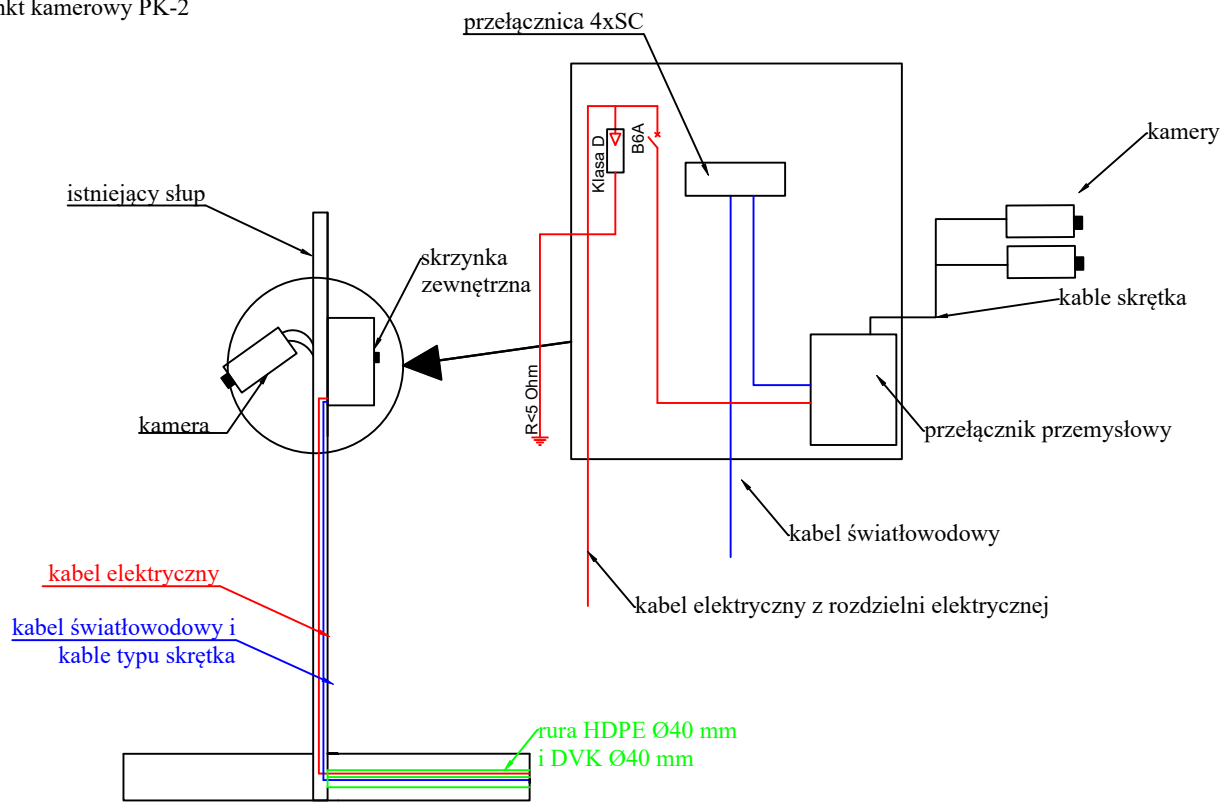 kt kamerowy PK-2
przełącznica 4xSC
kamery
istniejący słup
Klasa D
B6A
skrzynka
zewnętrzna
kable skrętka
R<5 Ohm
kamera
przełącznik przemysłowy
kabel światłowodowy
kabel elektryczny
kabel elektryczny z rozdzielni elektrycznej
kabel światłowodowy i
kable typu skrętka
rura HDPE Ø40 mm
i DVK Ø40 mm